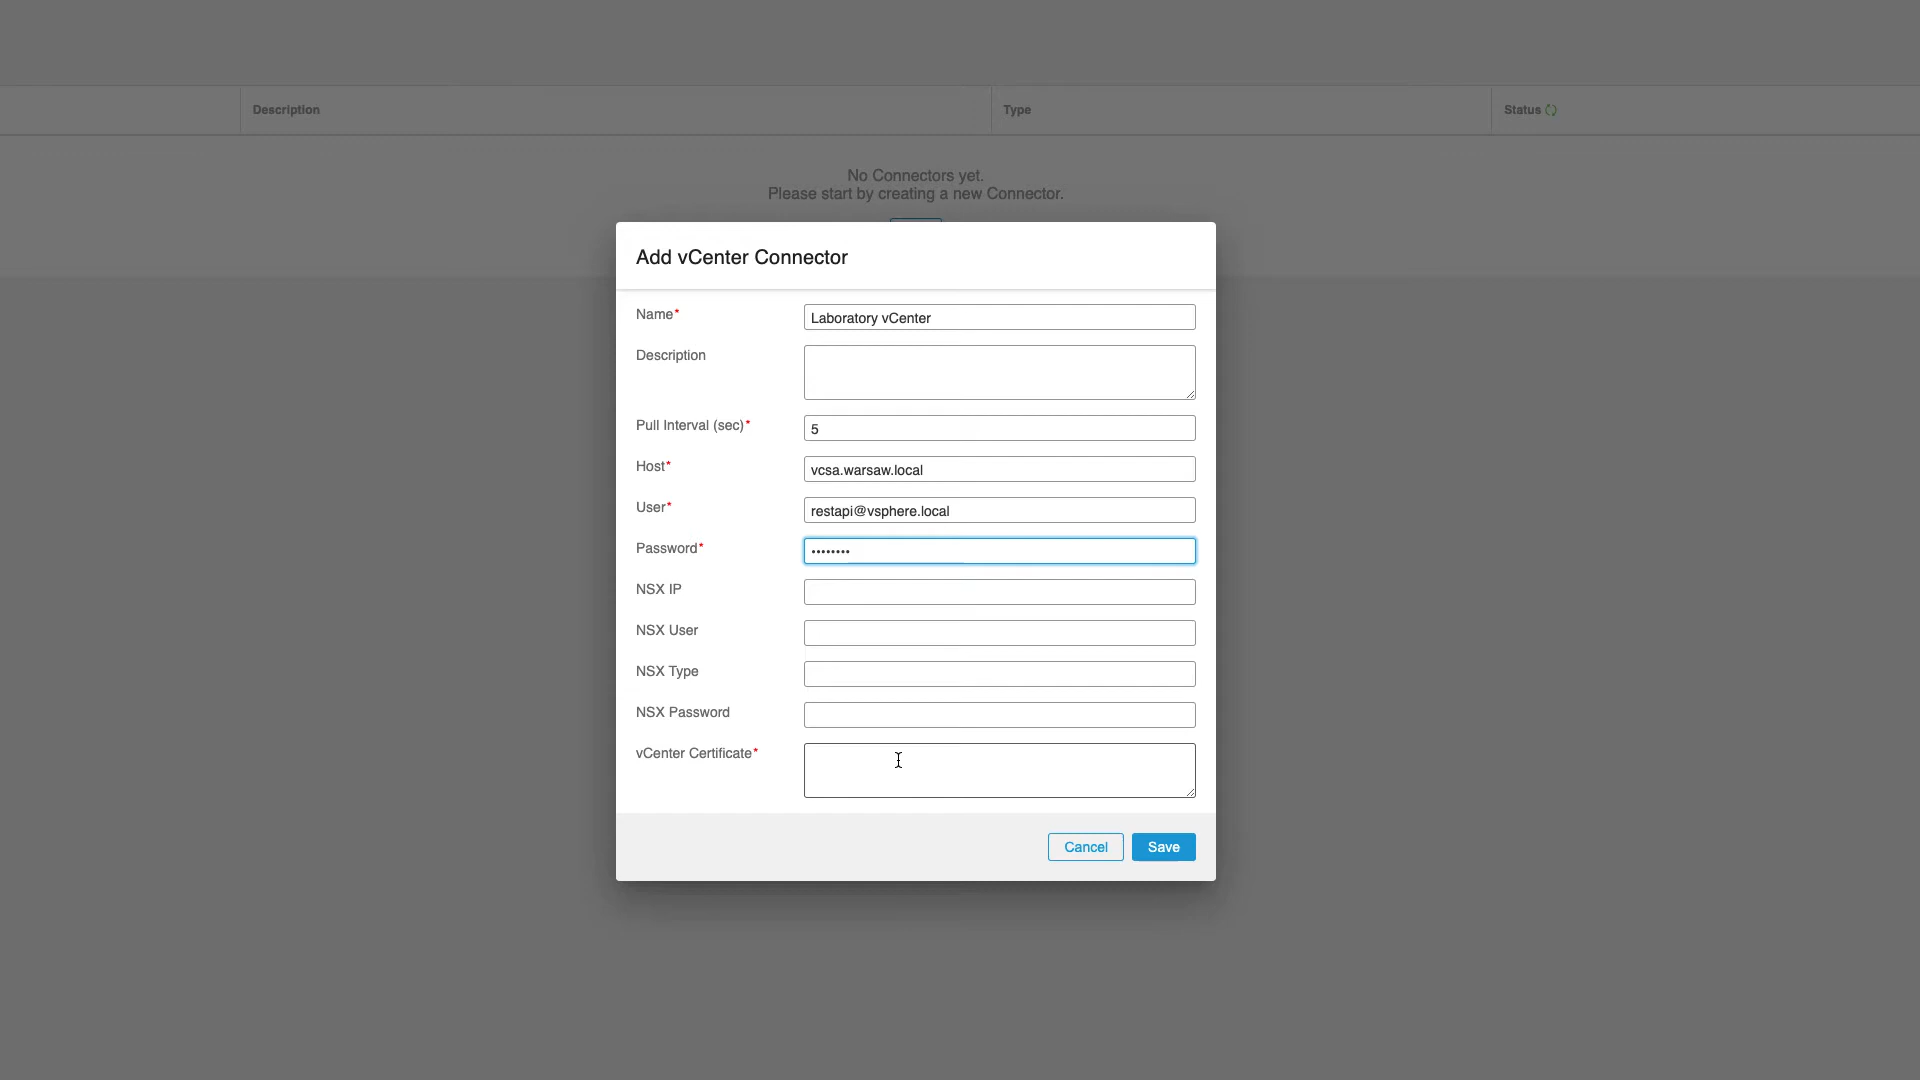 Description
Type
Status
No Connectors yet.
Please start by creating a new Connector.
Add vCenter Connector
Name*
Laboratory vCenter
Description
Pull Interval (sec)*
5
Host*
vcsa.warsaw.local
User*
restapi@vsphere.local
Password*
••••••••
NSX IP
NSX User
NSX Type
NSX Password
vCenter Certificate*
Cancel
Save